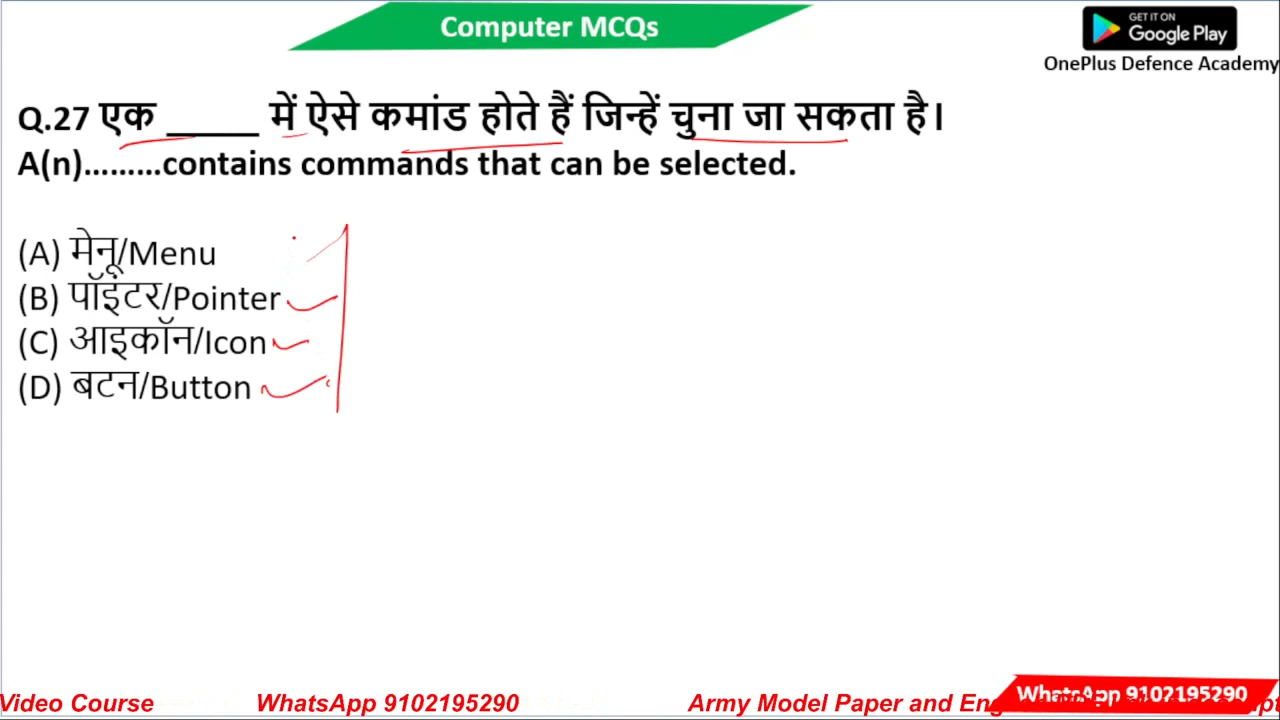 Computer MCQs
GET IT ON
Google Play
OnePlus Defence Academy
Q.27 एक _____ में ऐसे कमांड होते हैं जिन्हें चुना जा सकता है।
A(n).........contains commands that can be selected.
(A) मेनू/Menu
(B) पॉइंटर/Pointer
(C) आइकॉन/Icon
(D) बटन/Button
WhatsApp 9102195290
Video Course WhatsApp 9102195290 Army Model Paper and